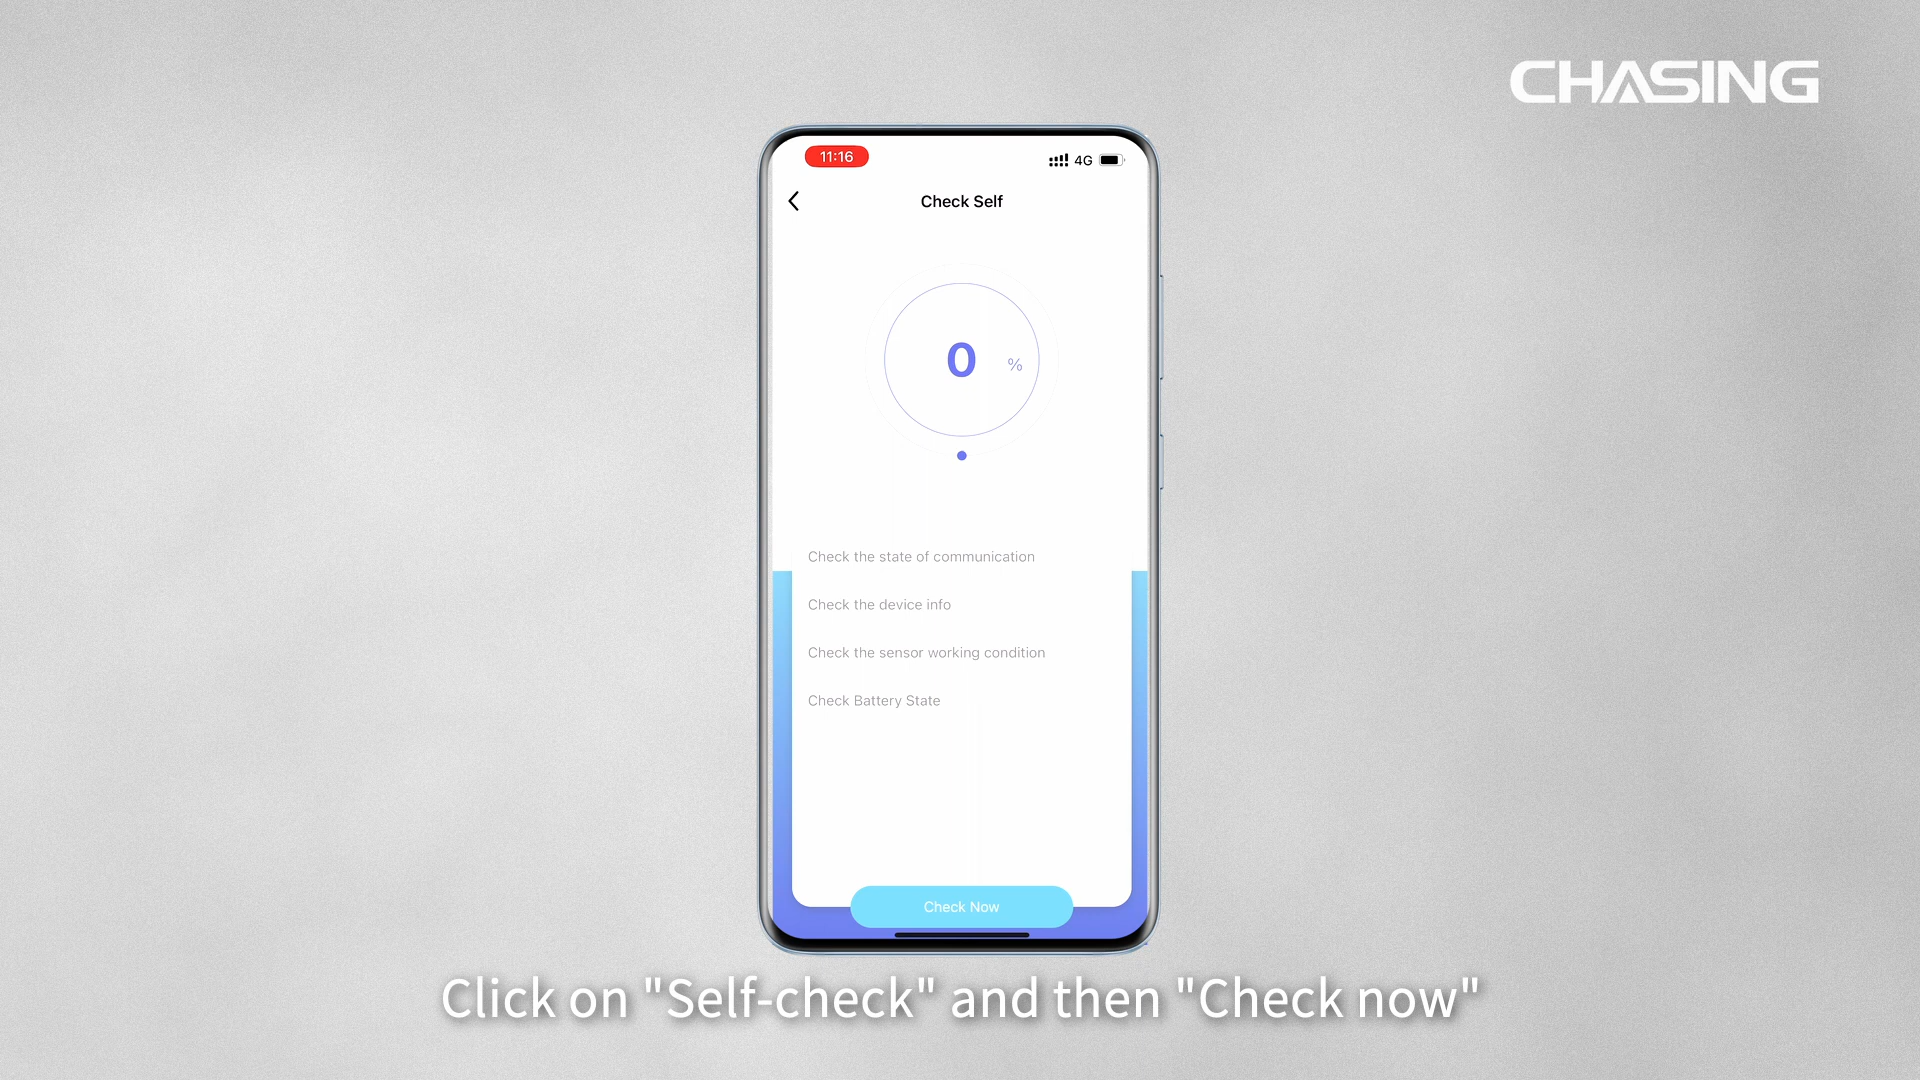 CHASING
11:16
4G
Check Self
0 %
Check the state of communication
Check the device info
Check the sensor working condition
Check Battery State
Check Now
Click on "Self-check" and then "Check now"